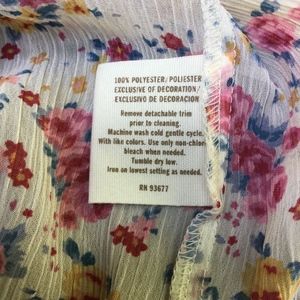 100% POLYESTER/POLIESTER
EXCLUSIVE OF DECORATION/
EXCLUSIVO DE DECORACION
Remove detachable trim
prior to cleaning.
Machine wash cold gentle cycle.
With like colors. Use only non-chlor
bleach when needed.
Tumble dry low.
Iron on lowest setting as needed.
RN 93677